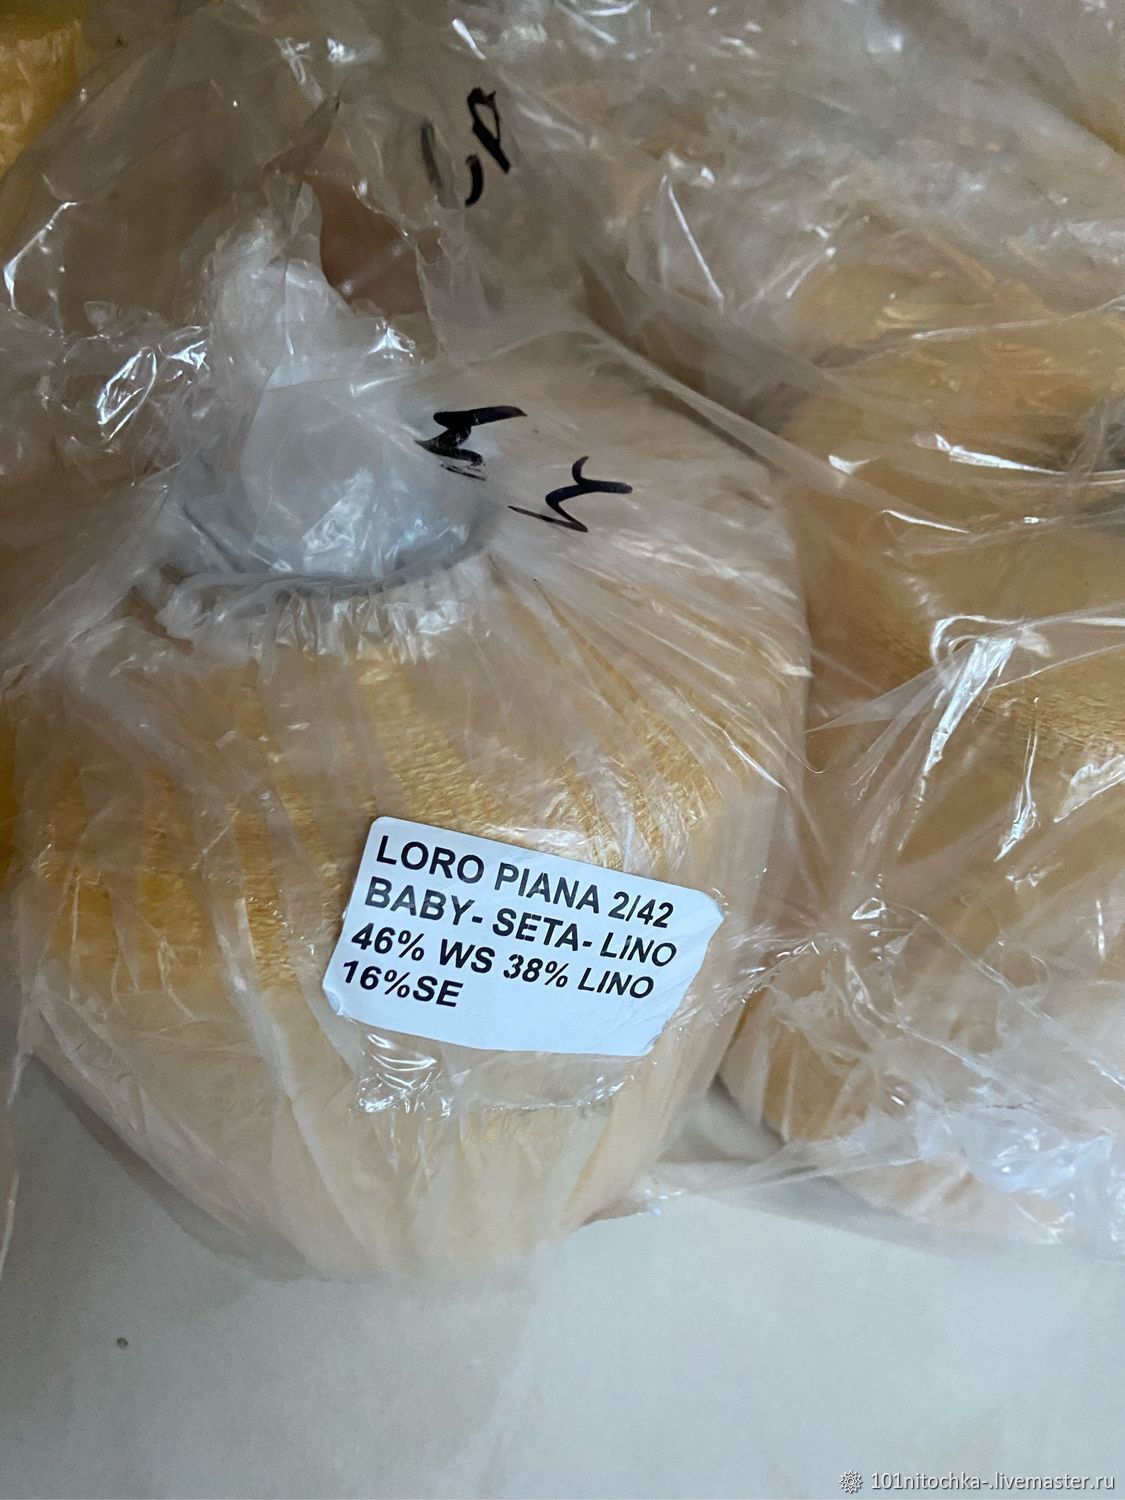 LORO PIANA 2/42
BABY- SETA- LINO
46% WS 38% LINO
16%SE
101nitochka-.livemaster.ru